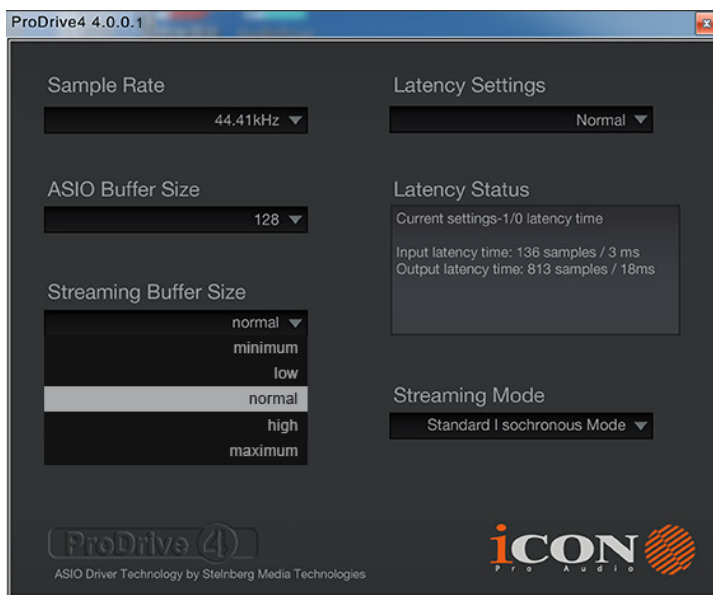 ProDrive4 4.0.0.1
x
Sample Rate
44.41kHz
ASIO Buffer Size
128
Streaming Buffer Size
normal
minimum
low
normal
high
maximum
Latency Settings
Normal
Latency Status
Current settings-1/0 latency time
Input latency time: 136 samples / 3 ms
Output latency time: 813 samples / 18ms
Streaming Mode
Standard I sochronous Mode
ProDrive 4
ASIO Driver Technology by Stelnberg Media Technologies
iCON
Pro Audio